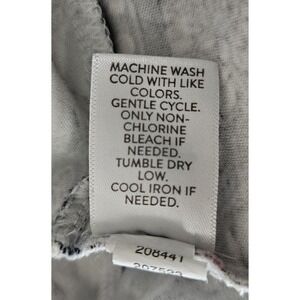 MACHINE WASH
COLD WITH LIKE
COLORS.
GENTLE CYCLE.
ONLY NON-
CHLORINE
BLEACH IF
NEEDED.
TUMBLE DRY
LOW.
COOL IRON IF
NEEDED.
208441